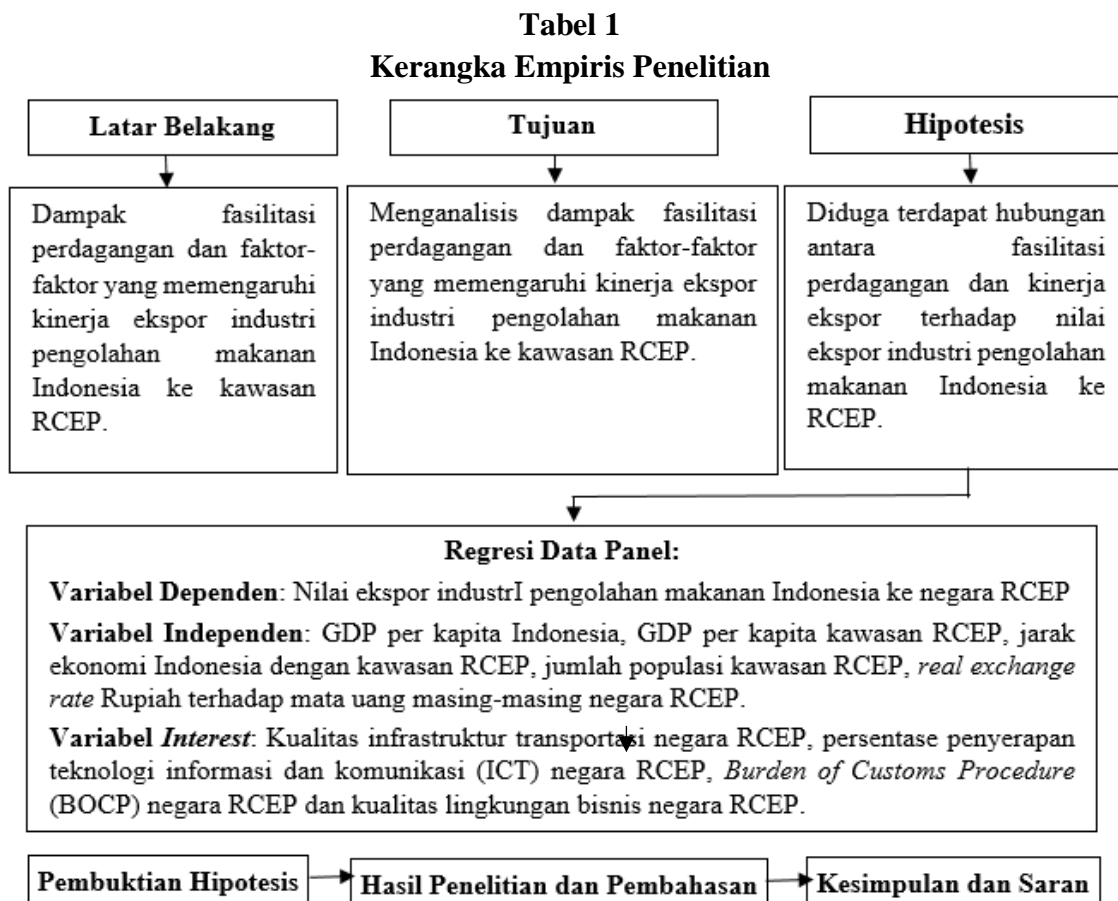 Tabel 1
Kerangka Empiris Penelitian
Latar Belakang
Dampak fasilitasi
perdagangan dan faktor-
faktor yang memengaruhi
kinerja ekspor industri
pengolahan makanan
Indonesia ke kawasan
RCEP.
Tujuan
Menganalisis dampak fasilitasi
perdagangan dan faktor-faktor
yang memengaruhi kinerja ekspor
industri pengolahan makanan
Indonesia ke kawasan RCEP.
Hipotesis
Diduga terdapat hubungan
antara fasilitasi
perdagangan dan kinerja
ekspor terhadap nilai
ekspor industri pengolahan
makanan Indonesia ke
RCEP.
Regresi Data Panel:
Variabel Dependen: Nilai ekspor industrI pengolahan makanan Indonesia ke negara RCEP
Variabel Independen: GDP per kapita Indonesia, GDP per kapita kawasan RCEP, jarak
ekonomi Indonesia dengan kawasan RCEP, jumlah populasi kawasan RCEP, real exchange
rate Rupiah terhadap mata uang masing-masing negara RCEP.
Variabel Interest: Kualitas infrastruktur transportasi negara RCEP, persentase penyerapan
teknologi informasi dan komunikasi (ICT) negara RCEP, Burden of Customs Procedure
(BOCP) negara RCEP dan kualitas lingkungan bisnis negara RCEP.
Pembuktian Hipotesis
Hasil Penelitian dan Pembahasan
Kesimpulan dan Saran